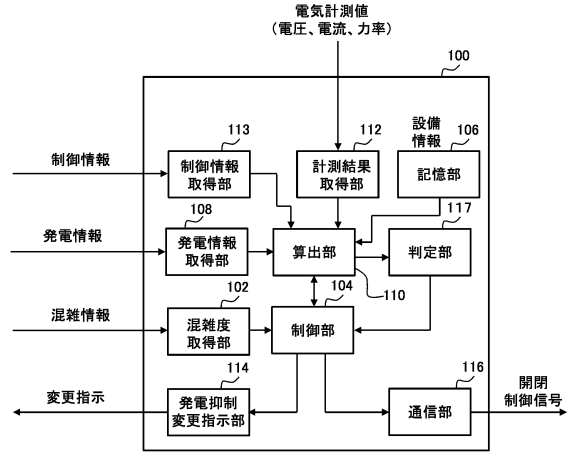 電気計測値
(電圧、電流、力率)
100
設備
情報
113
112
106
制御情報
制御情報
取得部
計測結果
取得部
記憶部
108
117
発電情報
発電情報
取得部
算出部
判定部
102
104
110
混雑情報
混雑度
取得部
制御部
114
116
変更指示
発電抑制
変更指示部
通信部
開閉
制御信号